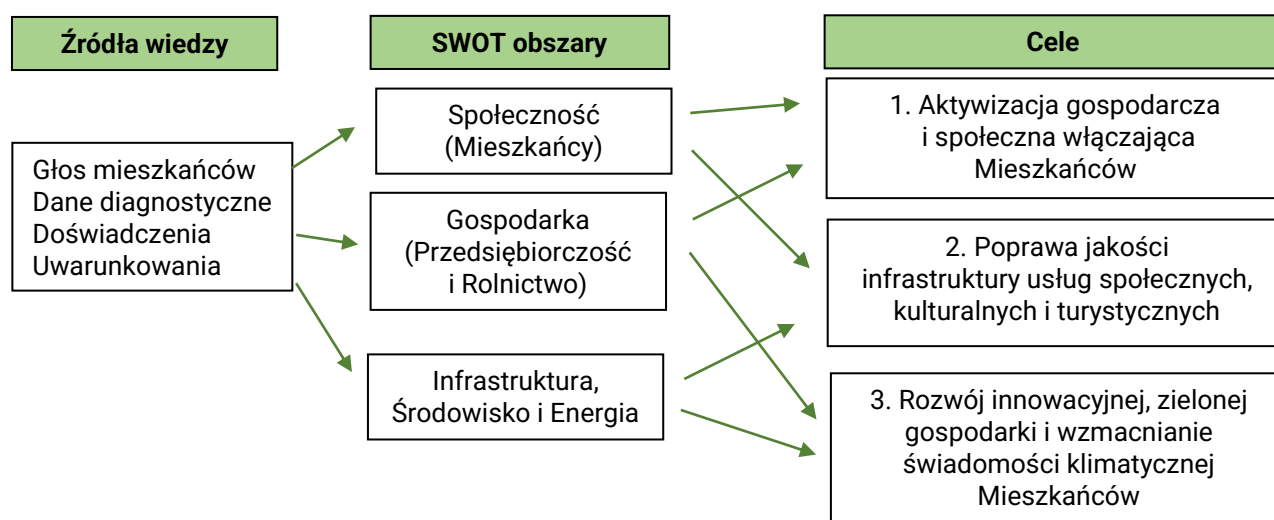 Źródła wiedzy
SWOT obszary
Cele
Głos mieszkańców
Dane diagnostyczne
Doświadczenia
Uwarunkowania
Społeczność
(Mieszkańcy)
Gospodarka
(Przedsiębiorczość
i Rolnictwo)
Infrastruktura,
Środowisko i Energia
1. Aktywizacja gospodarcza
i społeczna włączająca
Mieszkańców
2. Poprawa jakości
infrastruktury usług społecznych,
kulturalnych i turystycznych
3. Rozwój innowacyjnej, zielonej
gospodarki i wzmacnianie
świadomości klimatycznej
Mieszkańców